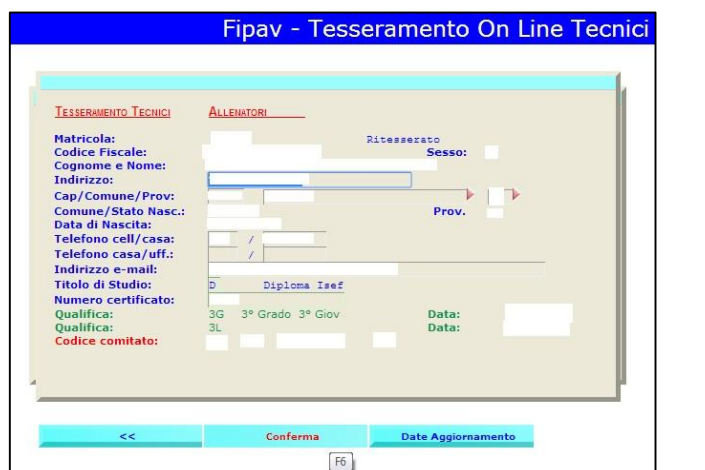 Fipav - Tesseramento On Line Tecnici
Tesseramento Tecnici Allenatori
Matricola: Ritesserato
Codice Fiscale: Sesso:
Cognome e Nome:
Indirizzo:
Cap/Comune/Prov:
Comune/Stato Nasc.: Prov.
Data di Nascita:
Telefono cell/casa: /
Telefono casa/uff.: /
Indirizzo e-mail:
Titolo di Studio: D Diploma Isef
Numero certificato:
Qualifica: 3G 3° Grado 3° Giov Data:
Qualifica: 3L Data:
Codice comitato:
<< Conferma Date Aggiornamento
F6